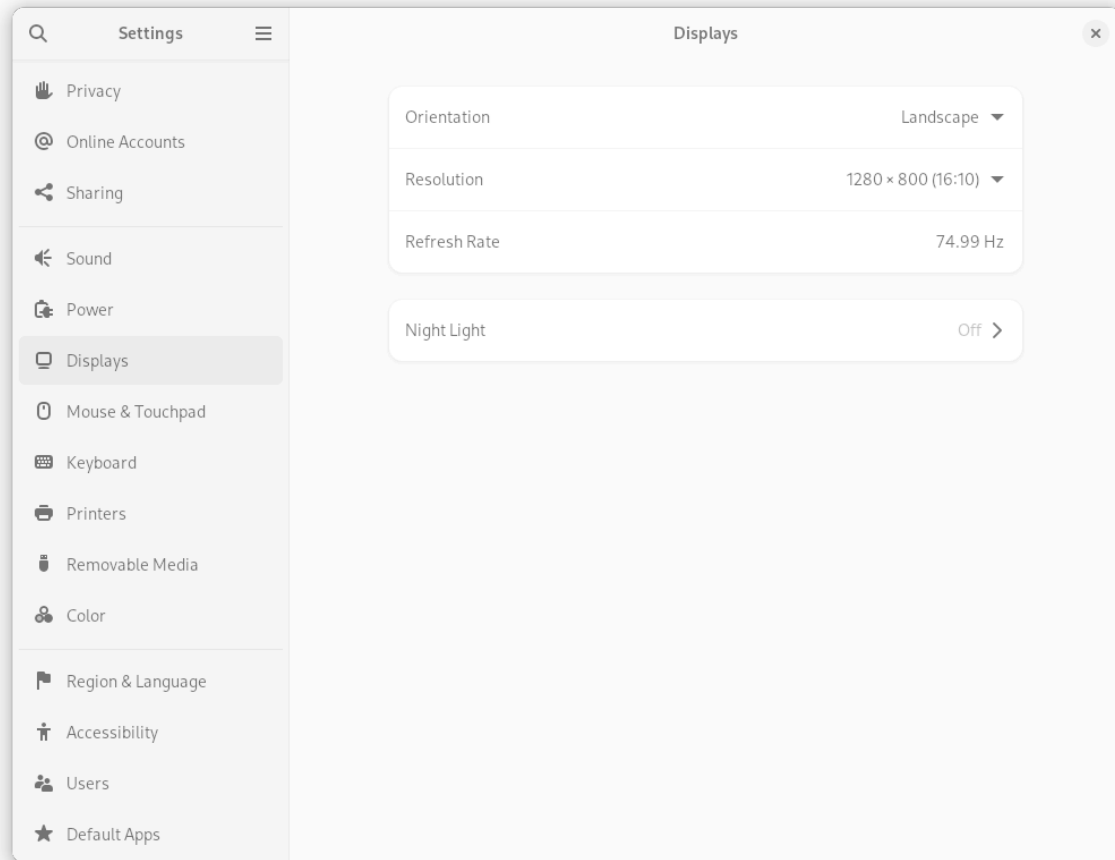 Settings
Privacy
Online Accounts
Sharing
Sound
Power
Displays
Mouse & Touchpad
Keyboard
Printers
Removable Media
Color
Region & Language
Accessibility
Users
Default Apps
Displays
Orientation Landscape
Resolution 1280 × 800 (16:10)
Refresh Rate 74.99 Hz
Night Light Off